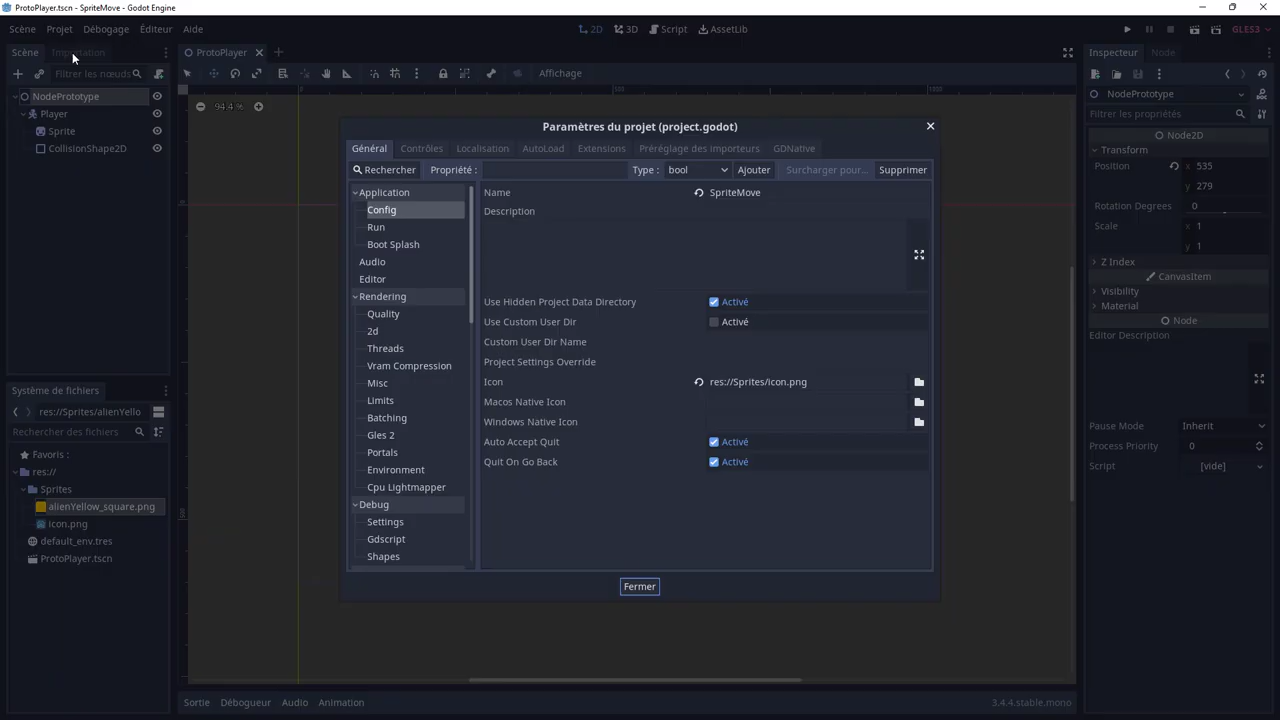 ProtoPlayer.tscn - SpriteMove - Godot Engine
Scène Projet Débogage Éditeur Aide
2D 3D Script AssetLib
GLES3
Scène Importation
Filtrer les nœuds
NodePrototype
Player
Sprite
CollisionShape2D
ProtoPlayer
Affichage
94.4 %
0
500
1000
500
Système de fichiers
res://Sprites/alienYello
Rechercher des fichiers
Favoris :
res://
Sprites
alienYellow_square.png
icon.png
default_env.tres
ProtoPlayer.tscn
Paramètres du projet (project.godot)
Général Contrôles Localisation AutoLoad Extensions Préréglage des importeurs GDNative
Rechercher Propriété : Type : bool Ajouter Surcharger pour... Supprimer
Application
Config
Run
Boot Splash
Audio
Editor
Rendering
Quality
2d
Threads
Vram Compression
Misc
Limits
Batching
Gles 2
Portals
Environment
Cpu Lightmapper
Debug
Settings
Gdscript
Shapes
Name SpriteMove
Description
Use Hidden Project Data Directory Activé
Use Custom User Dir Activé
Custom User Dir Name
Project Settings Override
Icon res://Sprites/icon.png
Macos Native Icon
Windows Native Icon
Auto Accept Quit Activé
Quit On Go Back Activé
Fermer
Inspecteur Node
NodePrototype
Filtrer les propriétés
Node2D
Transform
Position x 535
y 279
Rotation Degrees 0
Scale x 1
y 1
Z Index
CanvasItem
Visibility
Material
Node
Editor Description
Pause Mode Inherit
Process Priority 0
Script [vide]
Sortie Débogueur Audio Animation
3.4.4.stable.mono